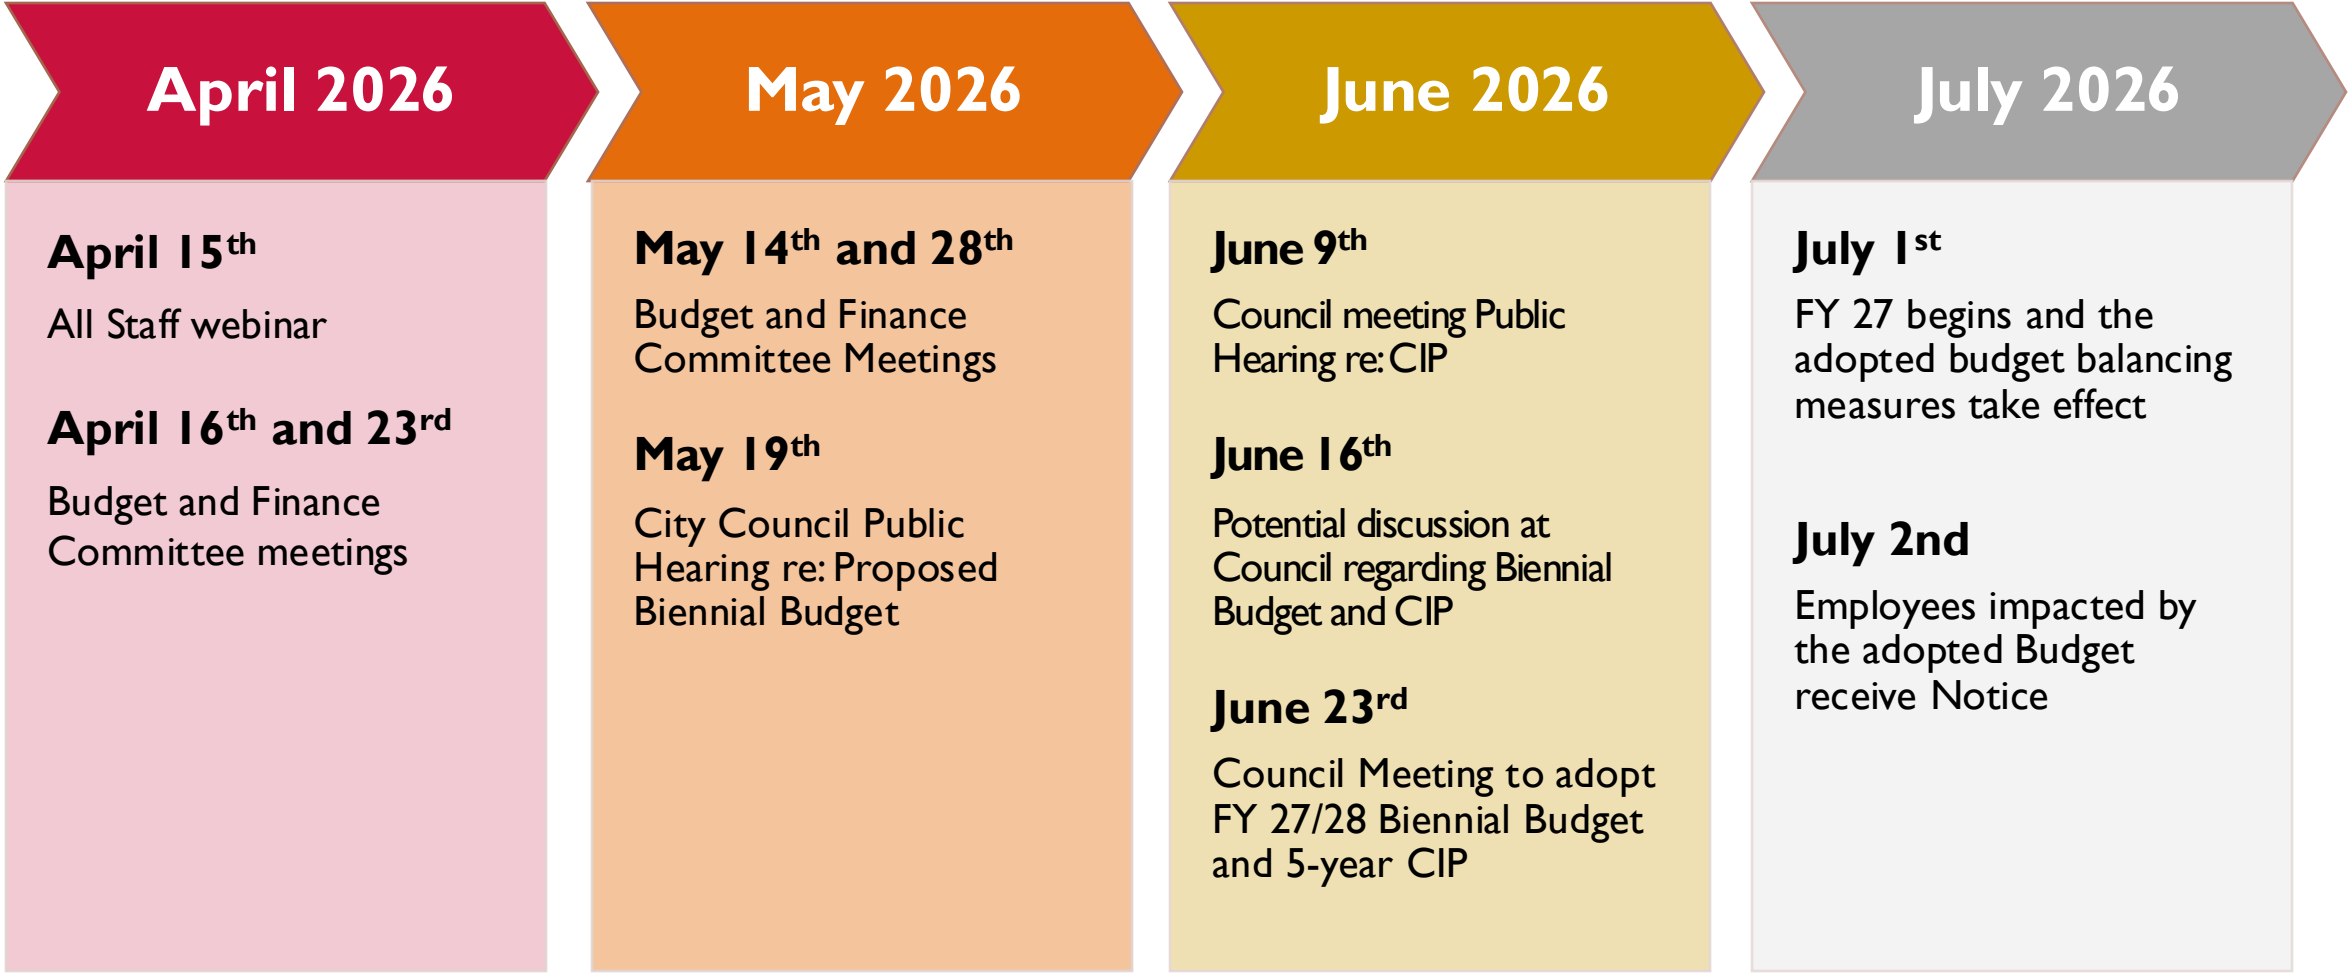 April 2026
April 15th
All Staff webinar
April 16th and 23rd
Budget and Finance
Committee meetings
May 2026
May 14th and 28th
Budget and Finance
Committee Meetings
May 19th
City Council Public
Hearing re: Proposed
Biennial Budget
June 2026
June 9th
Council meeting Public
Hearing re: CIP
June 16th
Potential discussion at
Council regarding Biennial
Budget and CIP
June 23rd
Council Meeting to adopt
FY 27/28 Biennial Budget
and 5-year CIP
July 2026
July 1st
FY 27 begins and the
adopted budget balancing
measures take effect
July 2nd
Employees impacted by
the adopted Budget
receive Notice